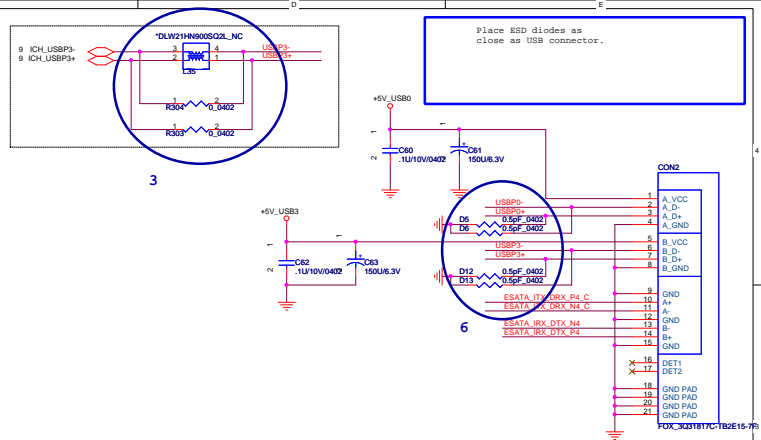 D
E
4
Place ESD diodes as
close as USB connector.
*DLW21HN900SQ2L_NC
9 ICH_USBP3-
9 ICH_USBP3+
3 4
2 1
USBP3-
USBP3+
L35
1 2
R304 0_0402
1 2
R303 0_0402
3
+5V_USB0
1
2
C60
.1U/10V/0402
1
+
C61
150U/6.3V
+5V_USB3
1
2
C62
.1U/10V/0402
1
+
C63
150U/6.3V
USBP0-
USBP0+
D5 0.5pF_0402
D6 0.5pF_0402
USBP3-
USBP3+
D12 0.5pF_0402
D13 0.5pF_0402
6
ESATA_ITX_DRX_P4_C
ESATA_ITX_DRX_N4_C
ESATA_IRX_DTX_N4
ESATA_IRX_DTX_P4
CON2
1 A_VCC
2 A_D-
3 A_D+
4 A_GND
5 B_VCC
6 B_D-
7 B_D+
8 B_GND
9 GND
10 A+
11 A-
12 GND
13 B-
14 B+
15 GND
16 DET1
17 DET2
18 GND PAD
19 GND PAD
20 GND PAD
21 GND PAD